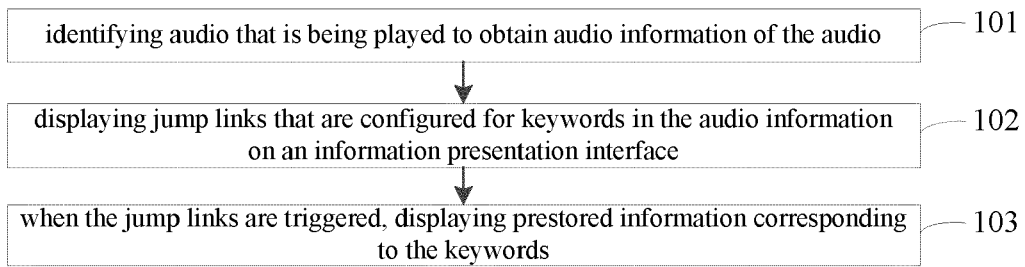 identifying audio that is being played to obtain audio information of the audio
101
displaying jump links that are configured for keywords in the audio information
on an information presentation interface
102
when the jump links are triggered, displaying prestored information corresponding
to the keywords
103